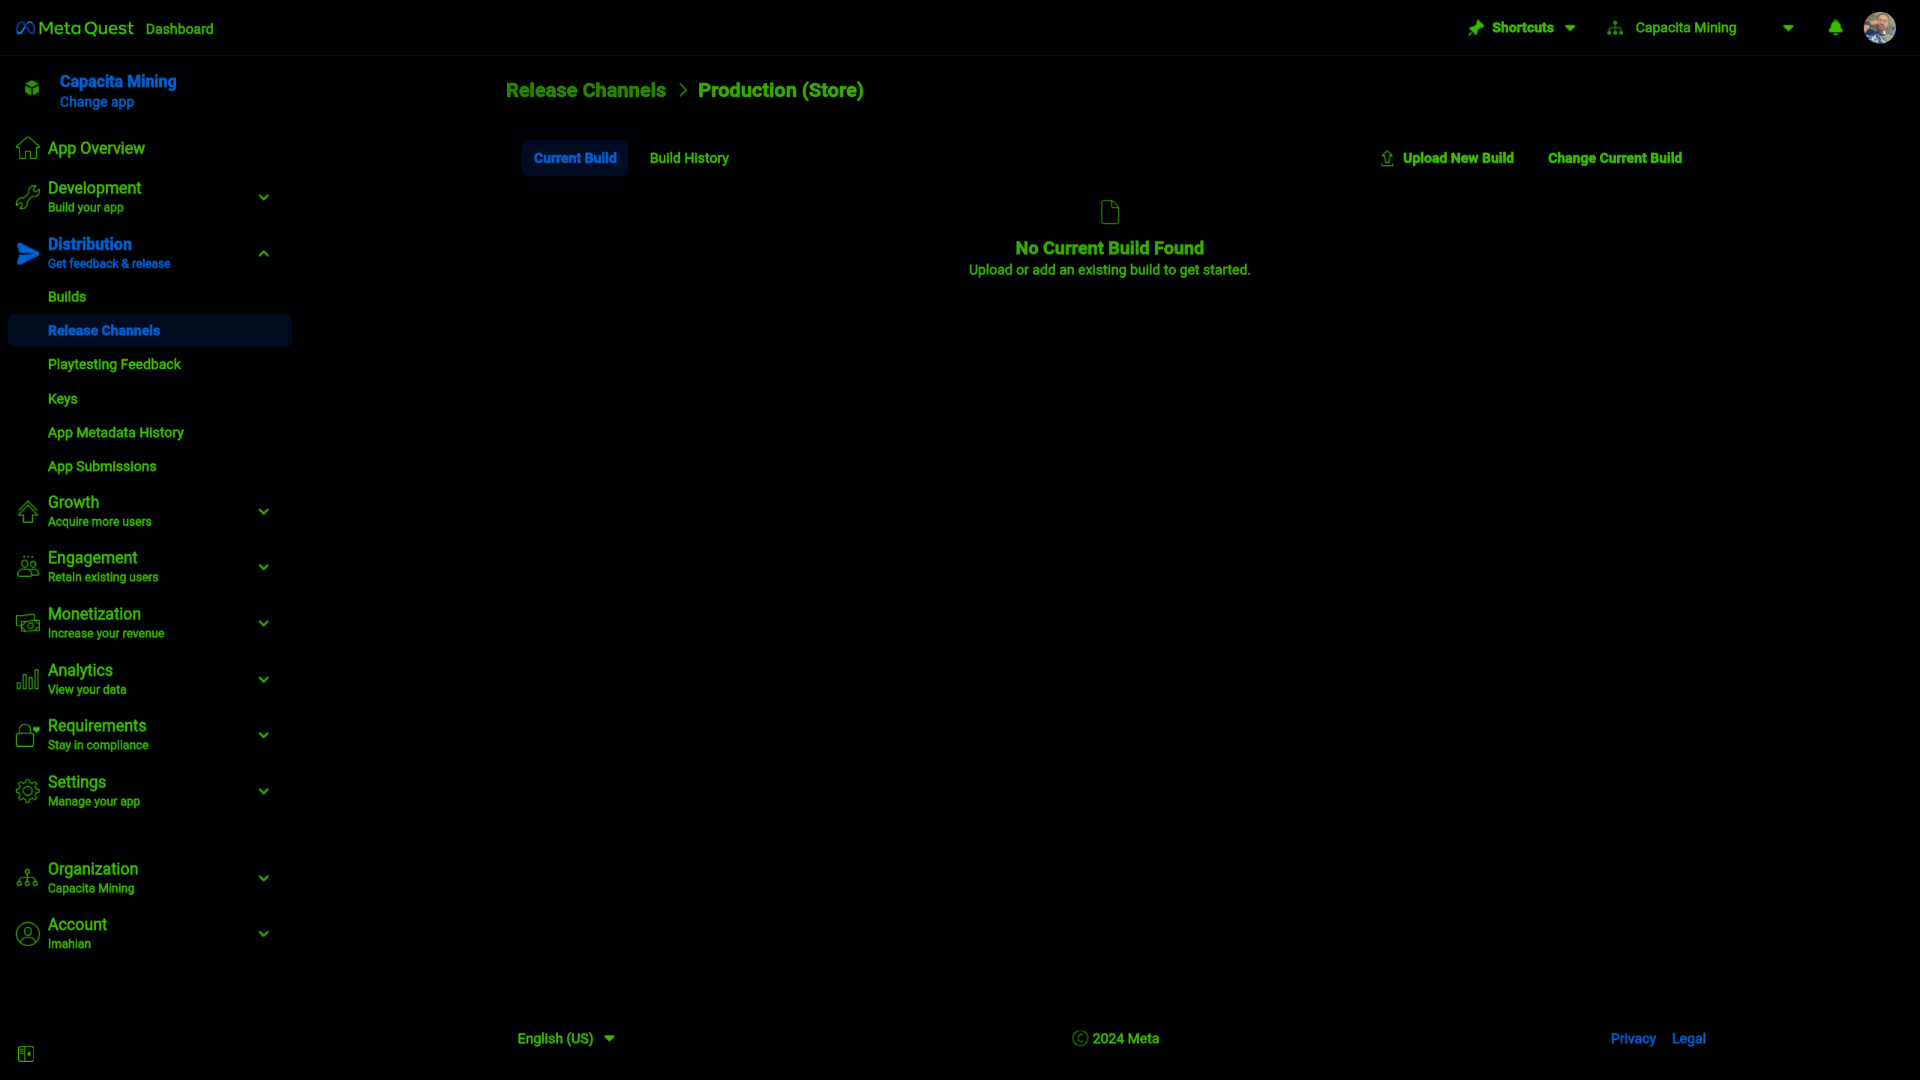 Meta Quest Dashboard
Shortcuts
Capacita Mining
Capacita Mining
Change app
App Overview
Development
Build your app
Distribution
Get feedback & release
Builds
Release Channels
Playtesting Feedback
Keys
App Metadata History
App Submissions
Growth
Acquire more users
Engagement
Retain existing users
Monetization
Increase your revenue
Analytics
View your data
Requirements
Stay in compliance
Settings
Manage your app
Organization
Capacita Mining
Account
Release Channels > Production (Store)
Current Build
Build History
Upload New Build
Change Current Build
No Current Build Found
Upload or add an existing build to get started.
English (US)
© 2024 Meta
Privacy
Legal